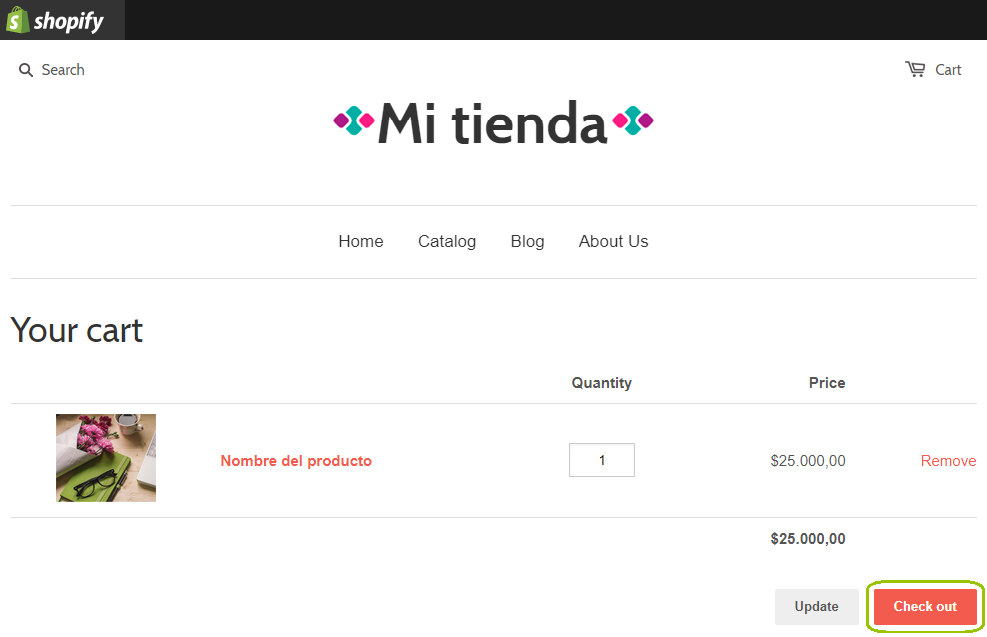 shopify
Search
Cart
Mi tienda
Home Catalog Blog About Us
Your cart
Quantity Price
Nombre del producto 1 $25.000,00 Remove
$25.000,00
Update Check out